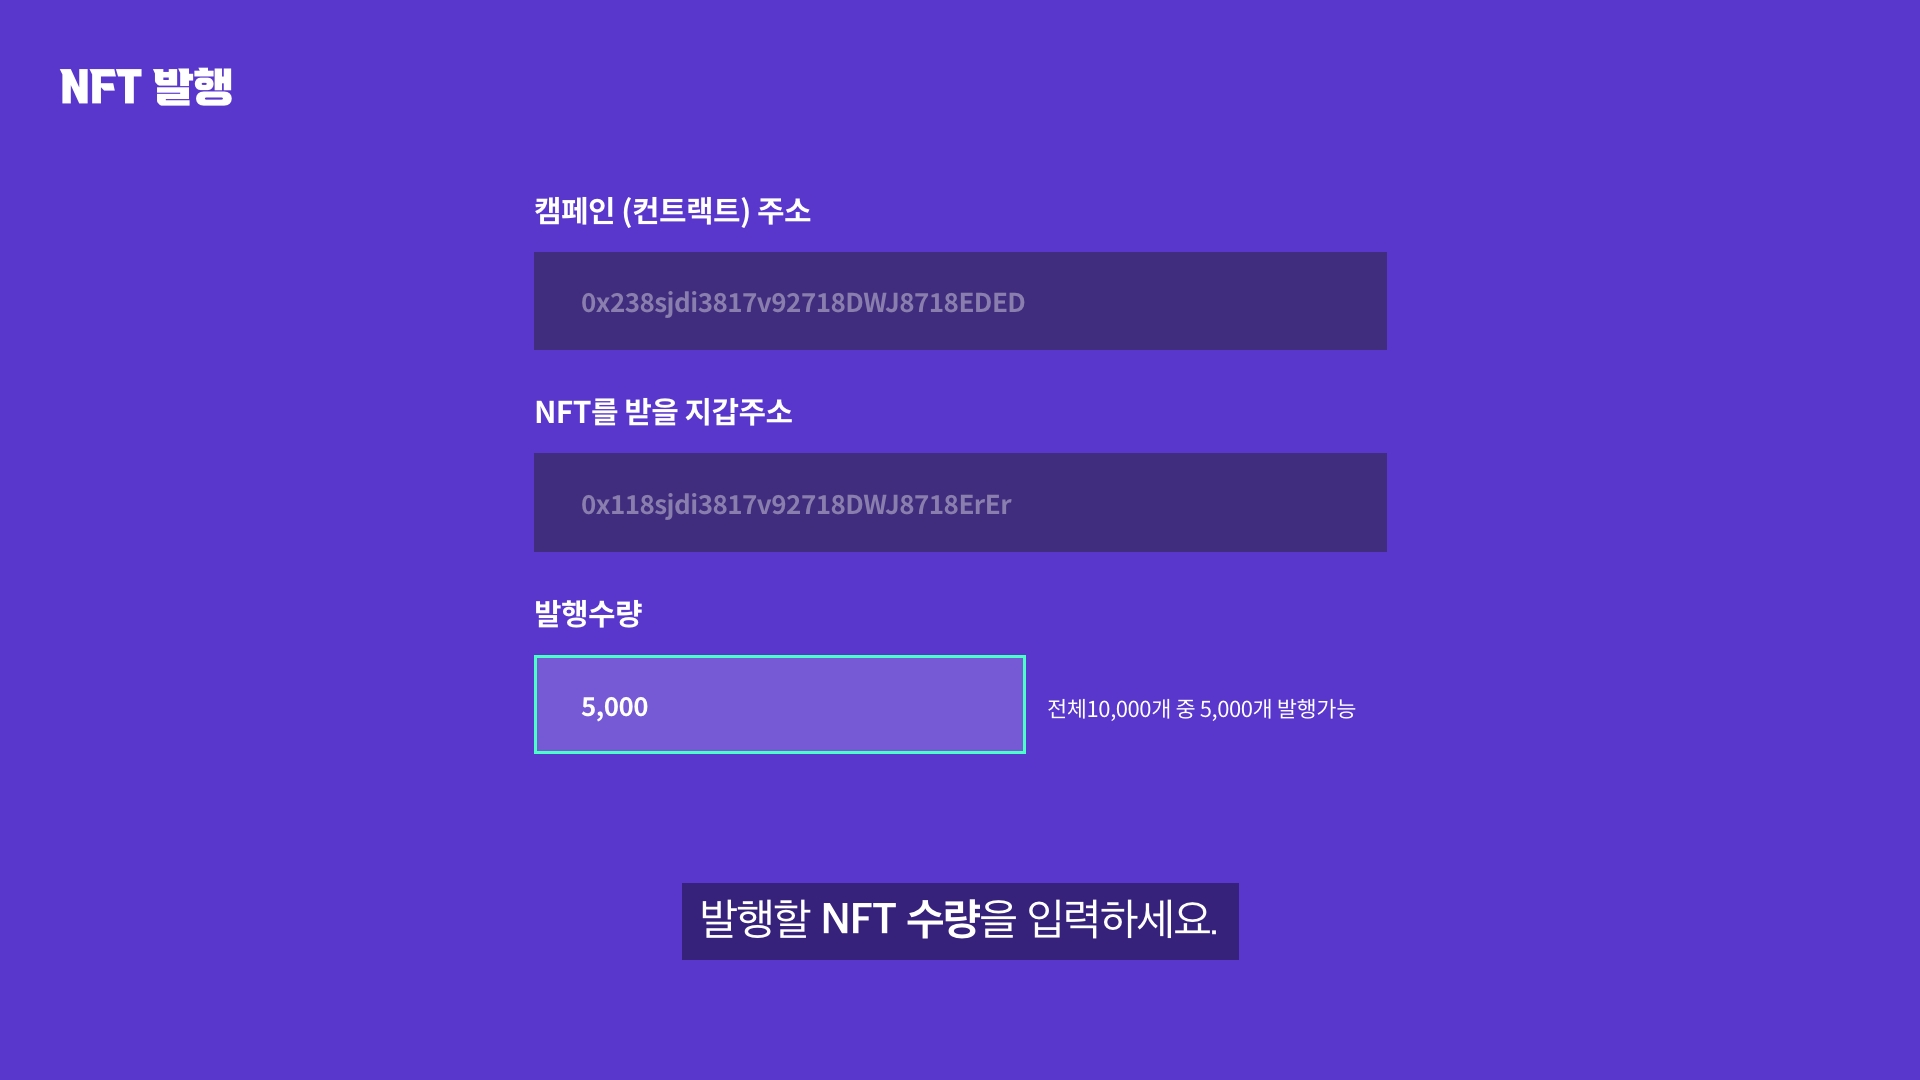 NFT 발행
캠페인 (컨트랙트) 주소
0x238sjdi3817v92718DWJ8718EDED
NFT를 받을 지갑주소
0x118sjdi3817v92718DWJ8718ErEr
발행수량
5,000
전체10,000개 중 5,000개 발행가능
발행할 NFT 수량을 입력하세요.